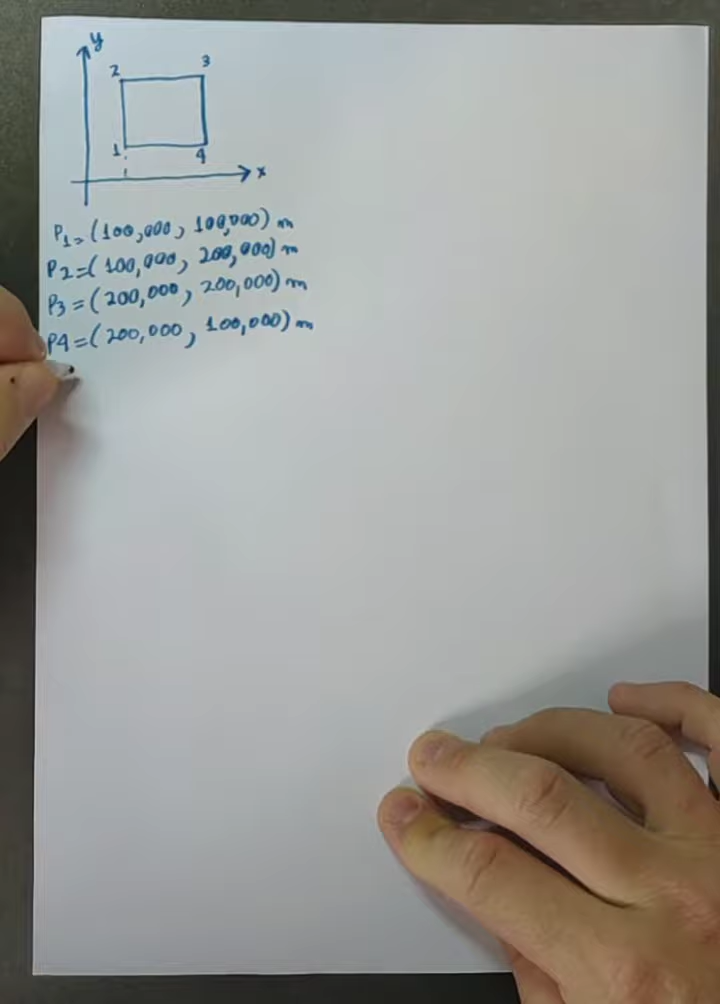 y
2 3
1 4
x
P1=(100,000, 100,000) m
P2=(100,000, 200,000) m
P3=(200,000, 200,000) m
P4=(200,000, 100,000) m